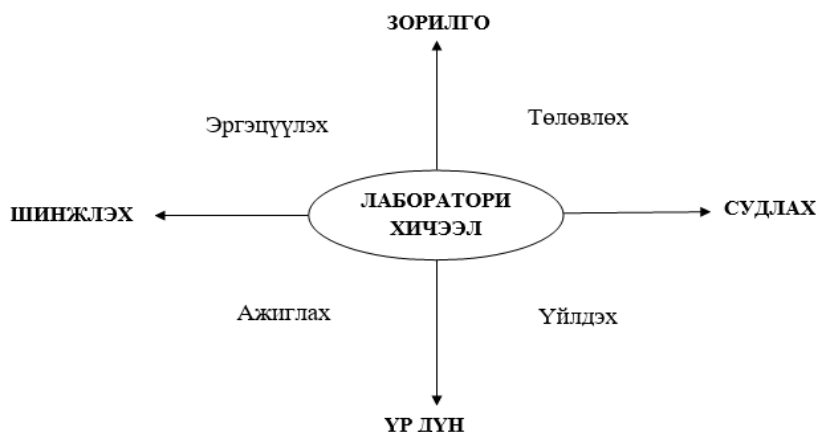 ЗОРИЛГО
Эргэцүүлэх
Төлөвлөх
ШИНЖЛЭХ
ЛАБОРАТОРИ
ХИЧЭЭЛ
СУДЛАХ
Ажиглах
Үйлдэх
ҮР ДҮН